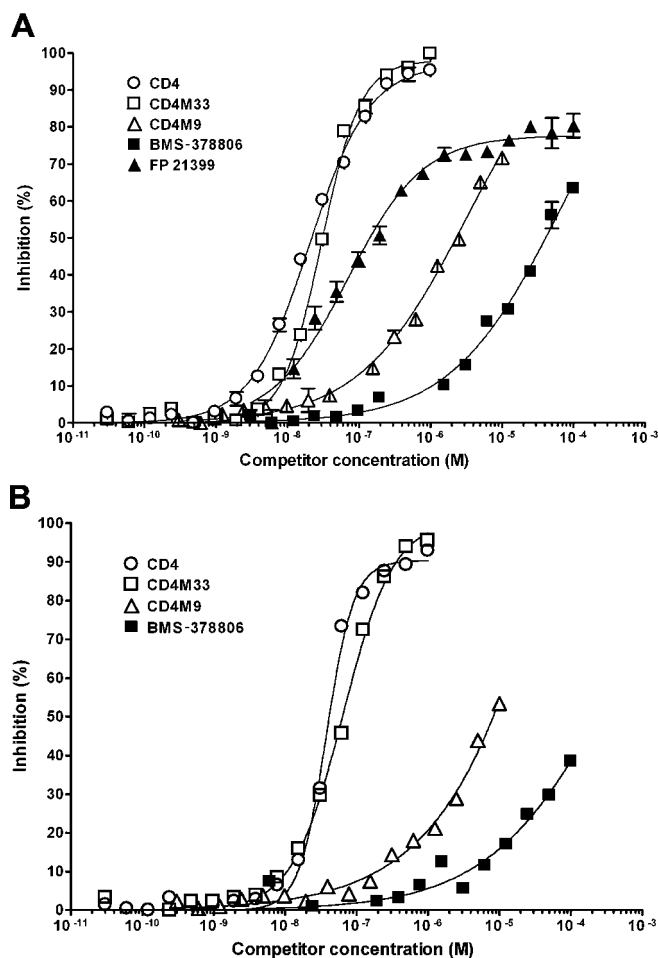 A
100
90
80
70
60
50
40
30
20
10
0
Inhibition (%)
CD4
CD4M33
CD4M9
BMS-378806
FP 21399
10-11 10-10 10-9 10-8 10-7 10-6 10-5 10-4 10-3
Competitor concentration (M)
B
100
90
80
70
60
50
40
30
20
10
0
Inhibition (%)
CD4
CD4M33
CD4M9
BMS-378806
10-11 10-10 10-9 10-8 10-7 10-6 10-5 10-4 10-3
Competitor concentration (M)